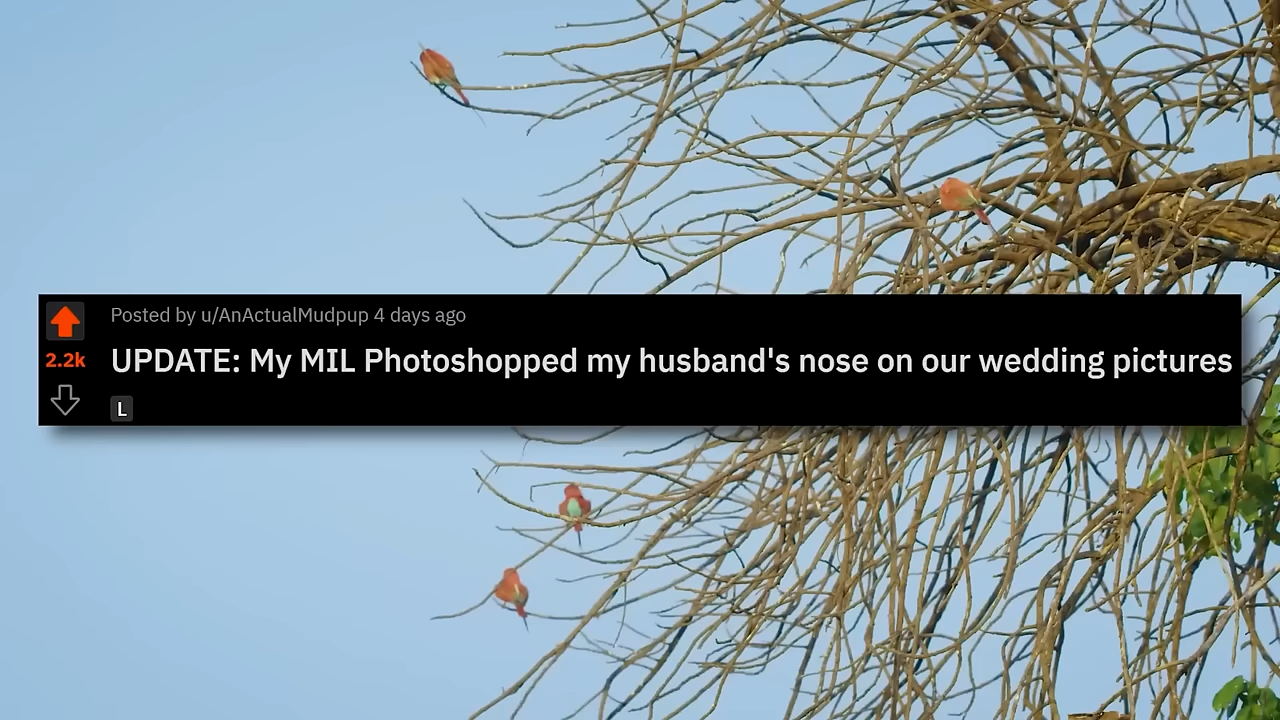 Posted by u/AnActualMudpup 4 days ago
2.2k
UPDATE: My MIL Photoshopped my husband's nose on our wedding pictures
L